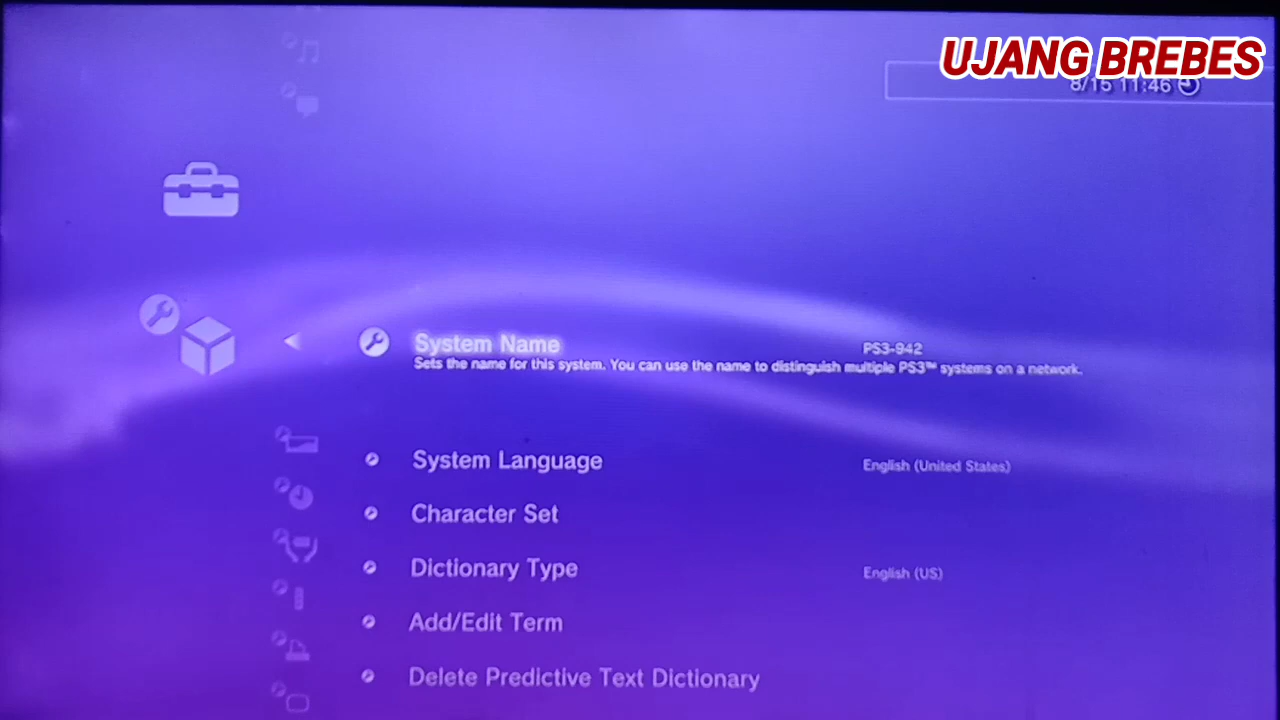 UJANG BREBES
8/15 11:46
System Name PS3-942
Sets the name for this system. You can use the name to distinguish multiple PS3™ systems on a network.
System Language English (United States)
Character Set
Dictionary Type English (US)
Add/Edit Term
Delete Predictive Text Dictionary